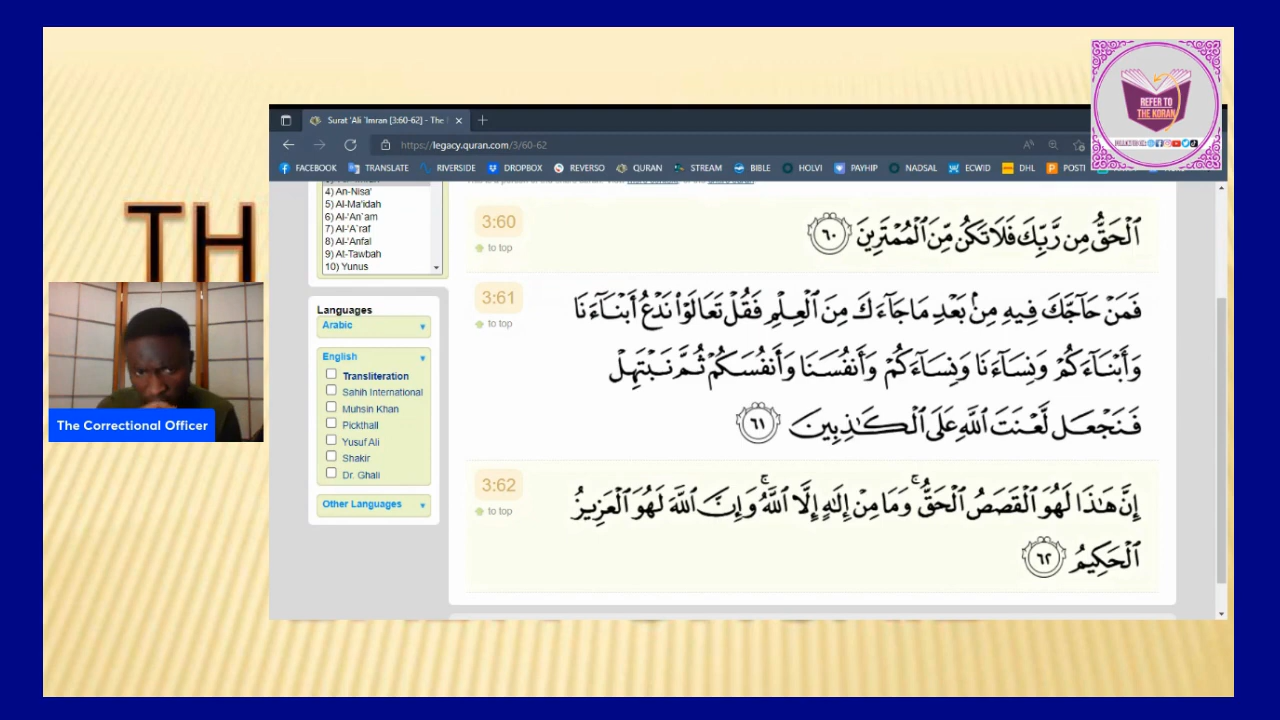 REFER TO
THE KORAN
Surat 'Ali `Imran [3:60-62] - The
https://legacy.quran.com/3/60-62
FACEBOOK TRANSLATE RIVERSIDE DROPBOX REVERSO QURAN STREAM BIBLE HOLVI PAYHIP NADSAL ECWID DHL POSTI
4) An-Nisa'
5) Al-Ma'idah
6) Al-'An`am
7) Al-'A`raf
8) Al-'Anfal
9) Al-Tawbah
10) Yunus
Languages
Arabic
English
Transliteration
Sahih International
Muhsin Khan
Pickthall
Yusuf Ali
Shakir
Dr. Ghali
Other Languages
3:60
to top
ٱلْحَقُّ مِن رَّبِّكَ فَلَا تَكُن مِّنَ ٱلْمُمْتَرِينَ ٦٠
3:61
to top
فَمَنْ حَآجَّكَ فِيهِ مِنۢ بَعْدِ مَا جَآءَكَ مِنَ ٱلْعِلْمِ فَقُلْ تَعَالَوْا۟ نَدْعُ أَبْنَآءَنَا
وَأَبْنَآءَكُمْ وَنِسَآءَنَا وَنِسَآءَكُمْ وَأَنفُسَنَا وَأَنفُسَكُمْ ثُمَّ نَبْتَهِلْ
فَنَجْعَل لَّعْنَتَ ٱللَّهِ عَلَى ٱلْكَـٰذِبِينَ ٦١
3:62
to top
إِنَّ هَـٰذَا لَهُوَ ٱلْقَصَصُ ٱلْحَقُّ ۚ وَمَا مِنْ إِلَـٰهٍ إِلَّا ٱللَّهُ ۚ وَإِنَّ ٱللَّهَ لَهُوَ ٱلْعَزِيزُ
ٱلْحَكِيمُ ٦٢
TH
The Correctional Officer